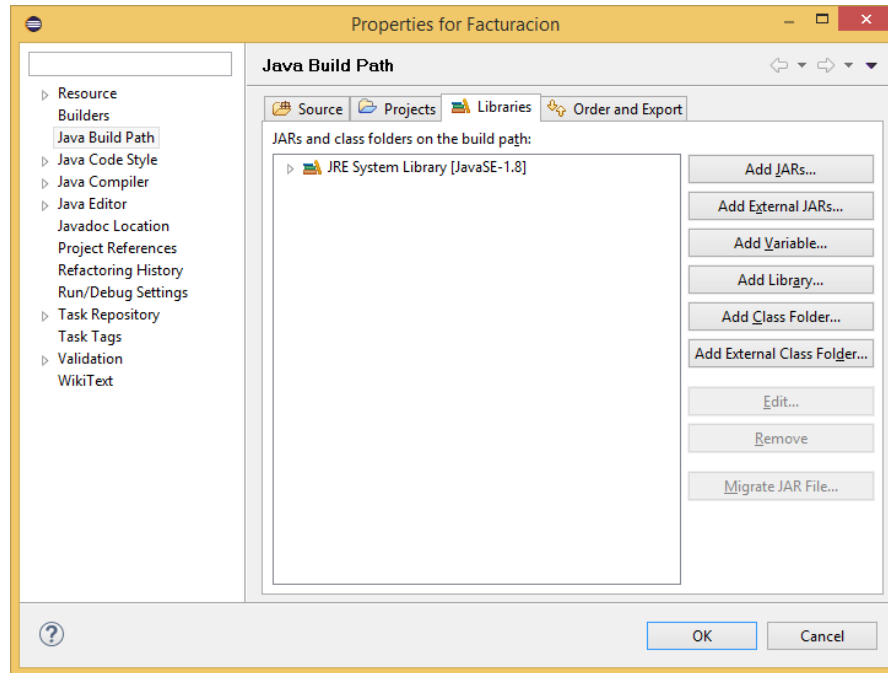 Properties for Facturacion
Java Build Path
Resource
Builders
Java Build Path
Java Code Style
Java Compiler
Java Editor
Javadoc Location
Project References
Refactoring History
Run/Debug Settings
Task Repository
Task Tags
Validation
WikiText
Source Projects Libraries Order and Export
JARs and class folders on the build path:
JRE System Library [JavaSE-1.8]
Add JARs...
Add External JARs...
Add Variable...
Add Library...
Add Class Folder...
Add External Class Folder...
Edit...
Remove
Migrate JAR File...
?
OK Cancel